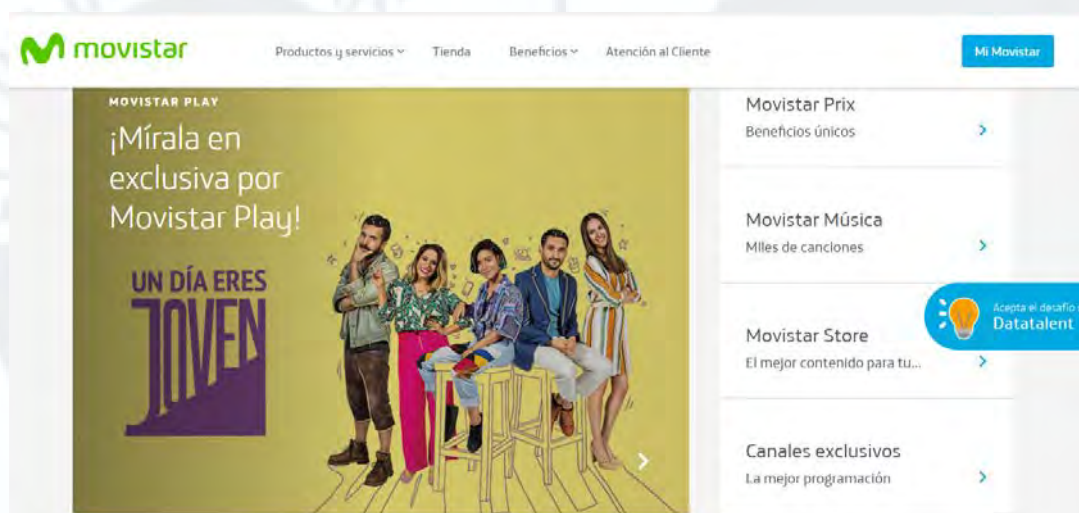 movistar
Productos y servicios
Tienda
Beneficios
Atención al Cliente
Mi Movistar
MOVISTAR PLAY
¡Mírala en
exclusiva por
Movistar Play!
UN DÍA ERES
JOVEN
Movistar Prix
Beneficios únicos
Movistar Música
Miles de canciones
Movistar Store
El mejor contenido para tu...
Canales exclusivos
La mejor programación
Acepta el desafío
Datatalent